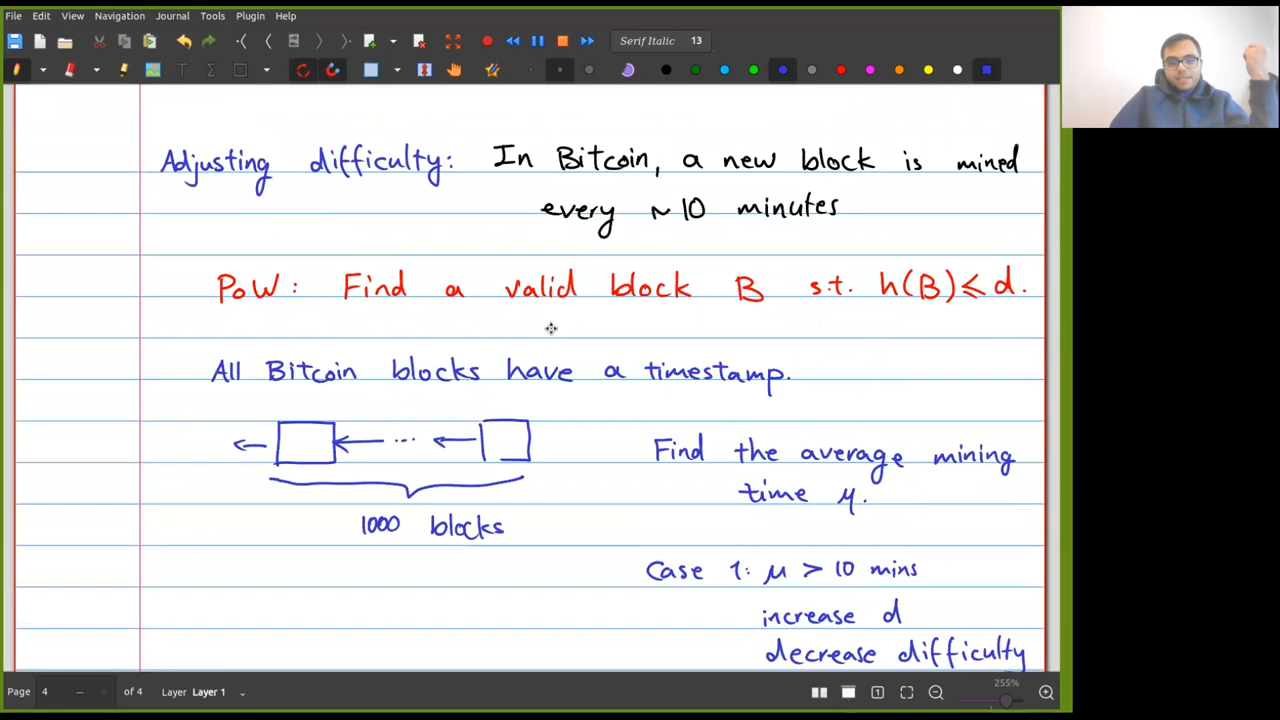 File Edit View Navigation Journal Tools Plugin Help
Serif Italic 13
Adjusting difficulty: In Bitcoin, a new block is mined
every ~10 minutes
PoW: Find a valid block B s.t. h(B)≤d.
All Bitcoin blocks have a timestamp.
Find the average mining
time μ.
1000 blocks
Case 1: μ > 10 mins
increase d
decrease difficulty
Page 4 of 4 Layer Layer 1 255%